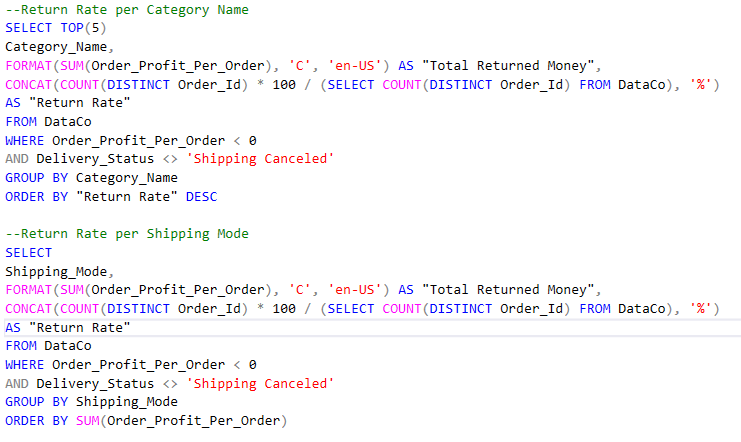 --Return Rate per Category Name
SELECT TOP(5)
Category_Name,
FORMAT(SUM(Order_Profit_Per_Order), 'C', 'en-US') AS "Total Returned Money",
CONCAT(COUNT(DISTINCT Order_Id) * 100 / (SELECT COUNT(DISTINCT Order_Id) FROM DataCo), '%')
AS "Return Rate"
FROM DataCo
WHERE Order_Profit_Per_Order < 0
AND Delivery_Status <> 'Shipping Canceled'
GROUP BY Category_Name
ORDER BY "Return Rate" DESC

--Return Rate per Shipping Mode
SELECT
Shipping_Mode,
FORMAT(SUM(Order_Profit_Per_Order), 'C', 'en-US') AS "Total Returned Money",
CONCAT(COUNT(DISTINCT Order_Id) * 100 / (SELECT COUNT(DISTINCT Order_Id) FROM DataCo), '%')
AS "Return Rate"
FROM DataCo
WHERE Order_Profit_Per_Order < 0
AND Delivery_Status <> 'Shipping Canceled'
GROUP BY Shipping_Mode
ORDER BY SUM(Order_Profit_Per_Order)